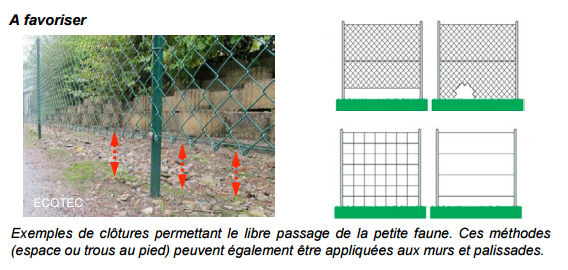 A favoriser
ECOTEC
Exemples de clôtures permettant le libre passage de la petite faune. Ces méthodes
(espace ou trous au pied) peuvent également être appliquées aux murs et palissades.